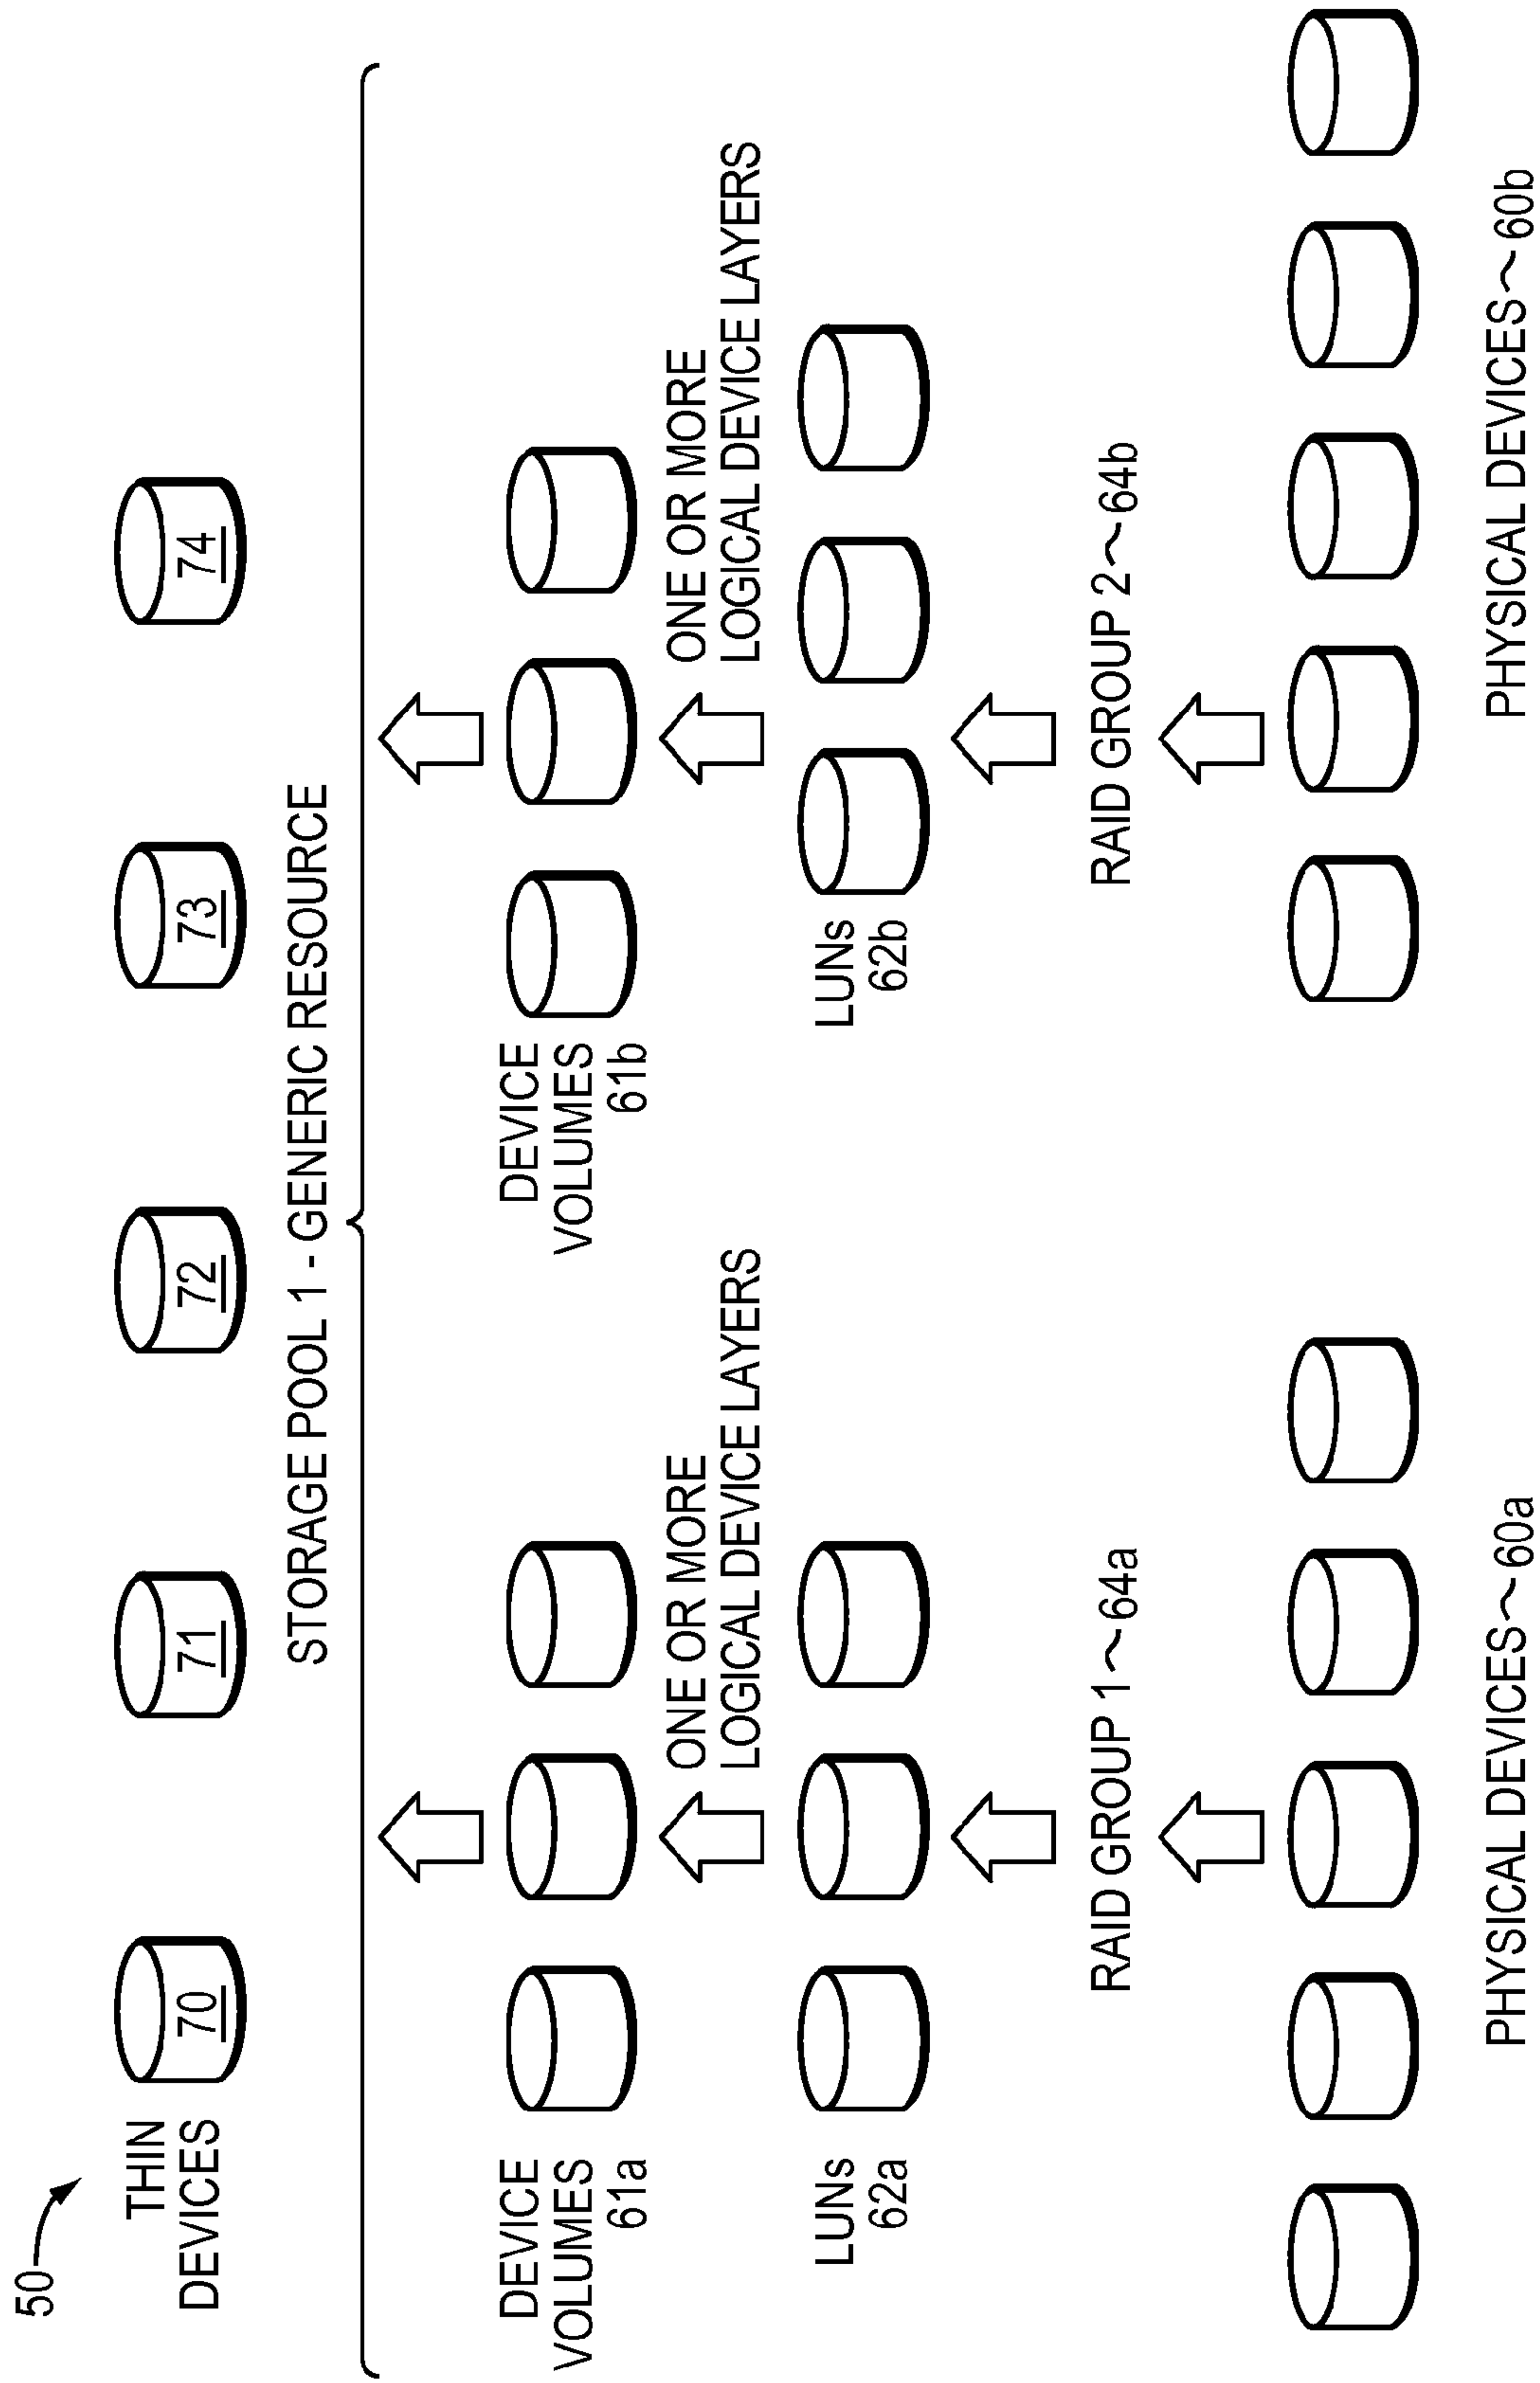 50
THIN
DEVICES
70
71
72
73
74
STORAGE POOL 1 - GENERIC RESOURCE
DEVICE
VOLUMES
61a
DEVICE
VOLUMES
61b
ONE OR MORE
LOGICAL DEVICE LAYERS
ONE OR MORE
LOGICAL DEVICE LAYERS
LUNs
62a
LUNs
62b
RAID GROUP 1~64a
RAID GROUP 2~64b
PHYSICAL DEVICES~60a
PHYSICAL DEVICES~60b